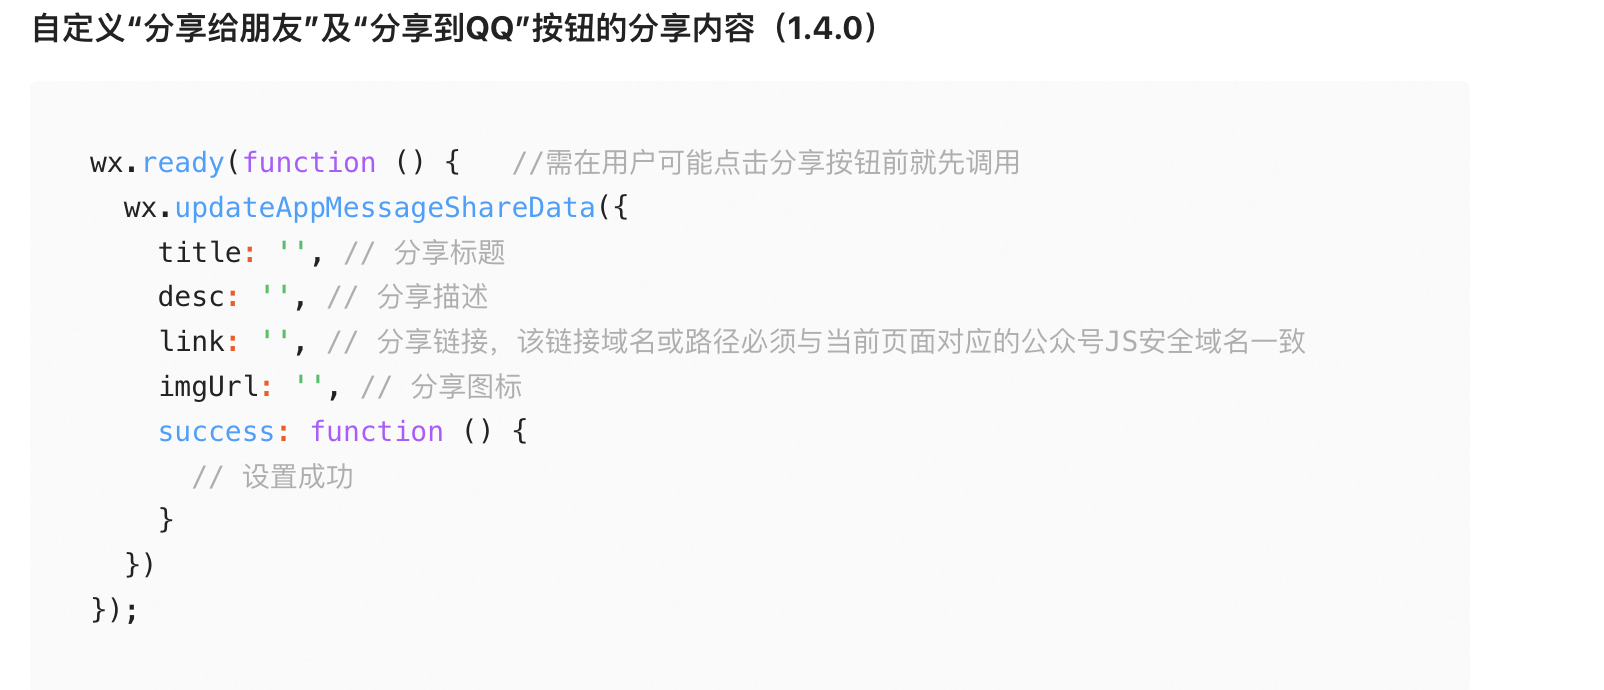 自定义“分享给朋友”及“分享到QQ”按钮的分享内容（1.4.0）
wx.ready(function () {   //需在用户可能点击分享按钮前就先调用
  wx.updateAppMessageShareData({
    title: '', // 分享标题
    desc: '', // 分享描述
    link: '', // 分享链接，该链接域名或路径必须与当前页面对应的公众号JS安全域名一致
    imgUrl: '', // 分享图标
    success: function () {
      // 设置成功
    }
  })
});